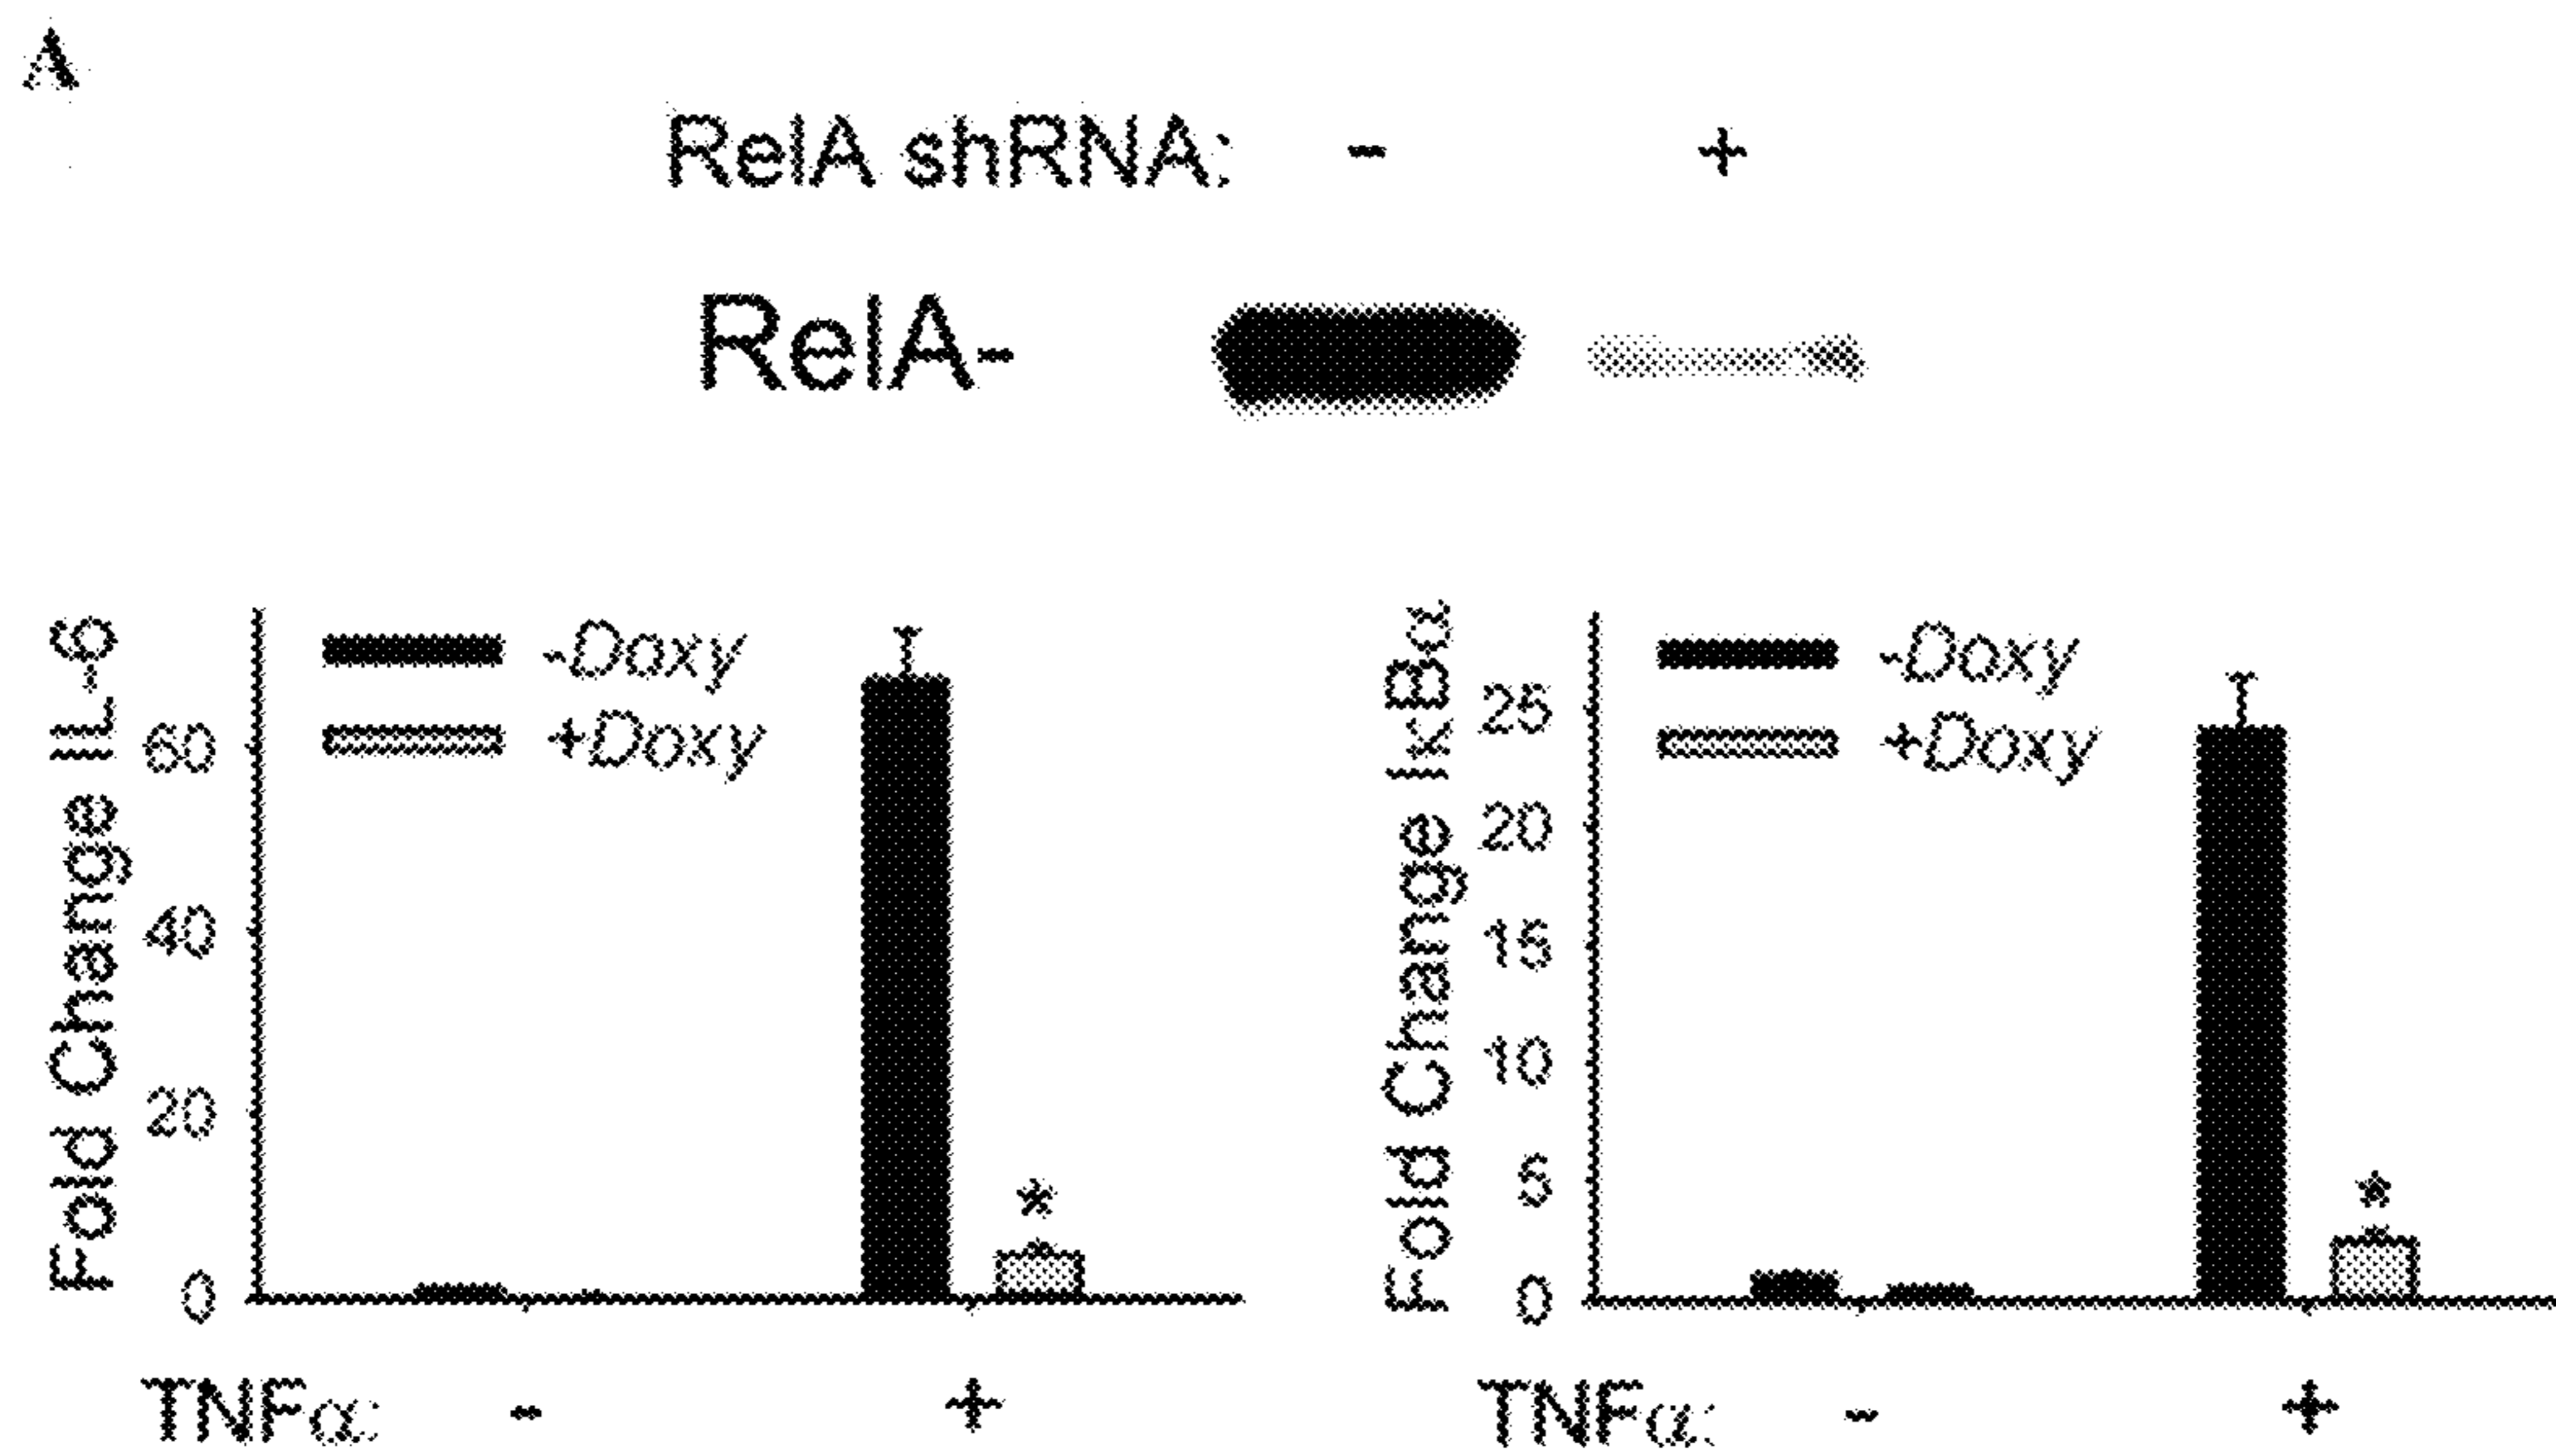 A
RelA shRNA: - +
RelA-
Fold Change IL-6
60
40
20
0
-Doxy
+Doxy
*
TNFα: - +
Fold Change IκBα
25
20
15
10
5
0
-Doxy
+Doxy
*
TNFα: - +